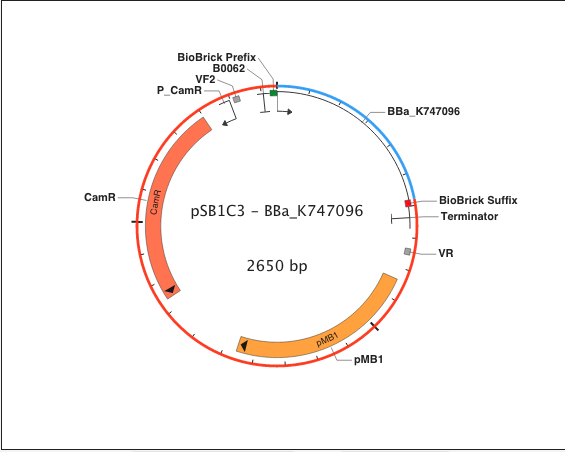 BioBrick Prefix
B0062
VF2
P_CamR
BBa_K747096
CamR
CamR
pSB1C3 – BBa_K747096
BioBrick Suffix
Terminator
VR
2650 bp
pMB1
pMB1